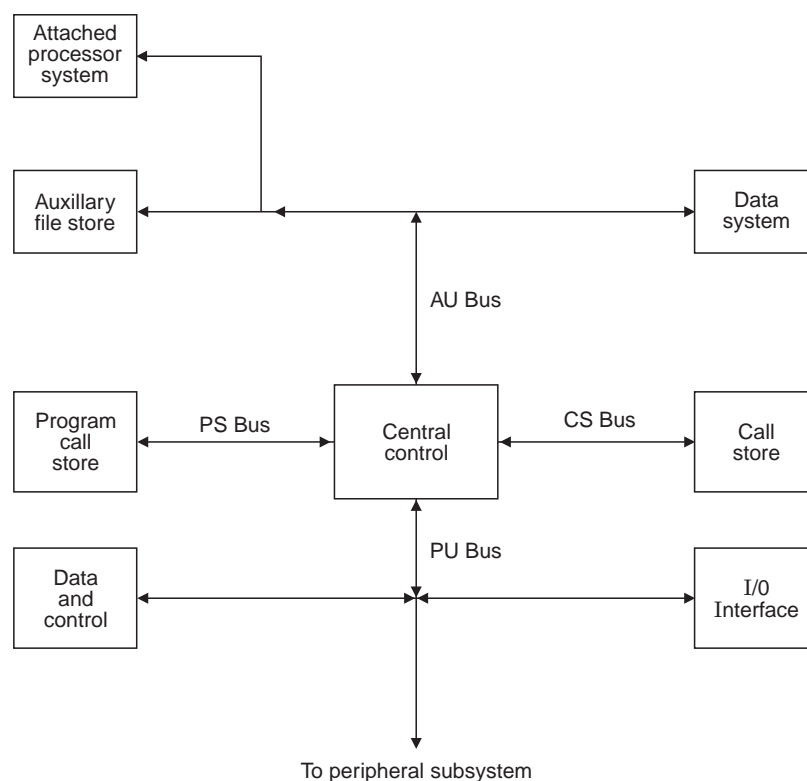 Attached
processor
system
Auxillary
file store
Data
system
AU Bus
Program
call
store
PS Bus
Central
control
CS Bus
Call
store
PU Bus
Data
and
control
I/0
Interface
To peripheral subsystem